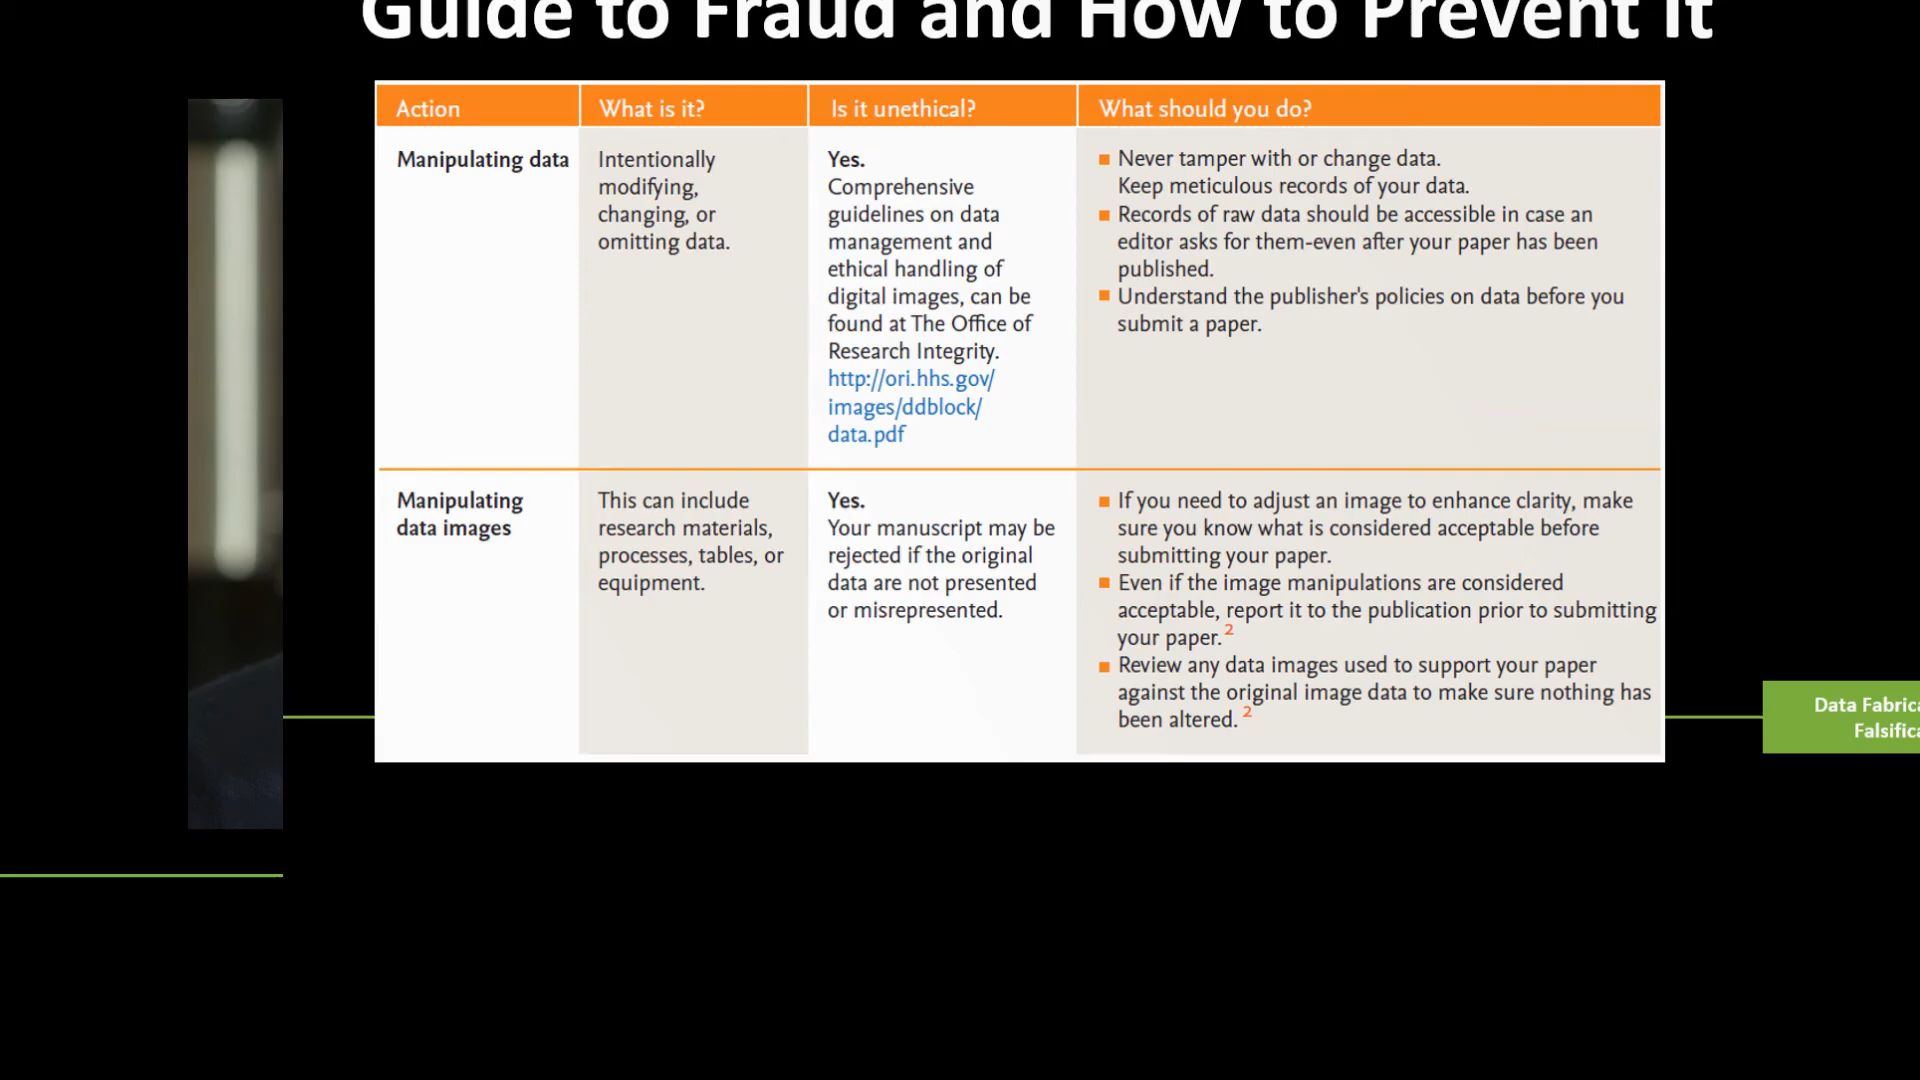 Guide to Fraud and How to Prevent It
Action
What is it?
Is it unethical?
What should you do?
Manipulating data
Intentionally
modifying,
changing, or
omitting data.
Yes.
Comprehensive
guidelines on data
management and
ethical handling of
digital images, can be
found at The Office of
Research Integrity.
http://ori.hhs.gov/
images/ddblock/
data.pdf
Never tamper with or change data.
Keep meticulous records of your data.
Records of raw data should be accessible in case an
editor asks for them-even after your paper has been
published.
Understand the publisher's policies on data before you
submit a paper.
Manipulating
data images
This can include
research materials,
processes, tables, or
equipment.
Yes.
Your manuscript may be
rejected if the original
data are not presented
or misrepresented.
If you need to adjust an image to enhance clarity, make
sure you know what is considered acceptable before
submitting your paper.
Even if the image manipulations are considered
acceptable, report it to the publication prior to submitting
your paper. 2
Review any data images used to support your paper
against the original image data to make sure nothing has
been altered. 2
Data